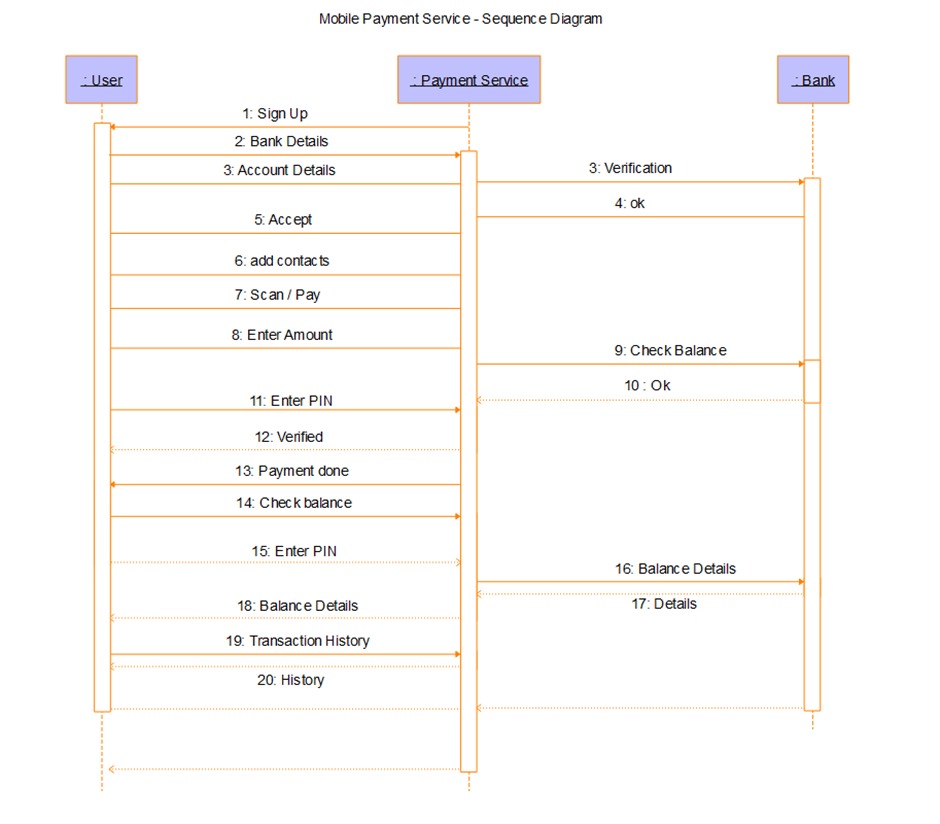 Mobile Payment Service - Sequence Diagram
: User
: Payment Service
: Bank
1: Sign Up
2: Bank Details
3: Account Details
3: Verification
4: ok
5: Accept
6: add contacts
7: Scan / Pay
8: Enter Amount
9: Check Balance
10 : Ok
11: Enter PIN
12: Verified
13: Payment done
14: Check balance
15: Enter PIN
16: Balance Details
17: Details
18: Balance Details
19: Transaction History
20: History